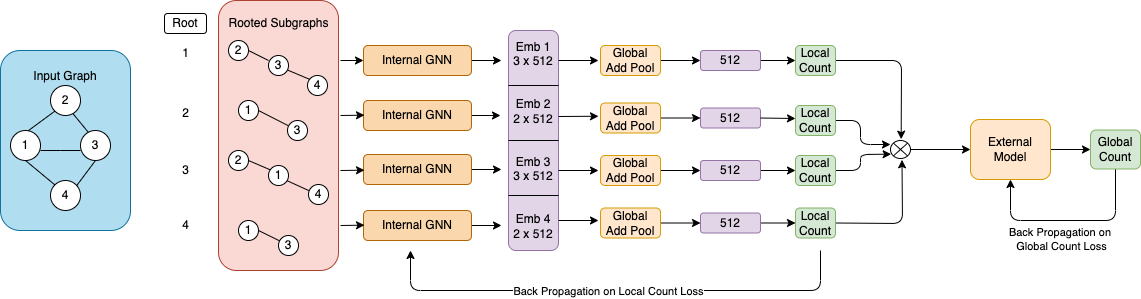 Root
Rooted Subgraphs
Input Graph
2
1
3
4
1
2
3
4
Internal GNN
Emb 1
3 x 512
Global
Add Pool
512
Local
Count
2
1
3
Internal GNN
Emb 2
2 x 512
Global
Add Pool
512
Local
Count
3
2
1
4
Internal GNN
Emb 3
3 x 512
Global
Add Pool
512
Local
Count
4
1
3
Internal GNN
Emb 4
2 x 512
Global
Add Pool
512
Local
Count
External
Model
Global
Count
Back Propagation on
Global Count Loss
Back Propagation on Local Count Loss